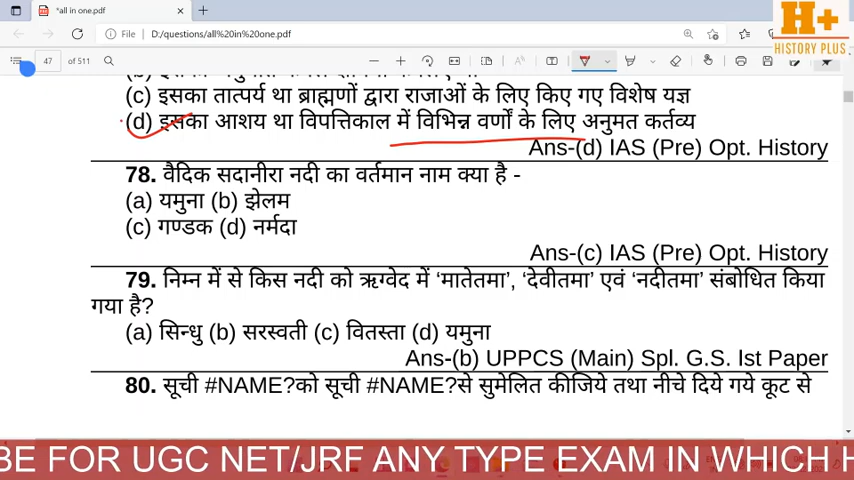 *all in one.pdf
File
D:/questions/all%20in%20one.pdf
H+
HISTORY PLUS
47 of 511
(c) इसका तात्पर्य था ब्राह्मणों द्वारा राजाओं के लिए किए गए विशेष यज्ञ
(d) इसका आशय था विपत्तिकाल में विभिन्न वर्णों के लिए अनुमत कर्तव्य
Ans-(d) IAS (Pre) Opt. History
78. वैदिक सदानीरा नदी का वर्तमान नाम क्या है -
(a) यमुना (b) झेलम
(c) गण्डक (d) नर्मदा
Ans-(c) IAS (Pre) Opt. History
79. निम्न में से किस नदी को ऋग्वेद में ‘मातेतमा’, ‘देवीतमा’ एवं ‘नदीतमा’ संबोधित किया
गया है?
(a) सिन्धु (b) सरस्वती (c) वितस्ता (d) यमुना
Ans-(b) UPPCS (Main) Spl. G.S. Ist Paper
80. सूची #NAME?को सूची #NAME?से सुमेलित कीजिये तथा नीचे दिये गये कूट से
BE FOR UGC NET/JRF ANY TYPE EXAM IN WHICH H